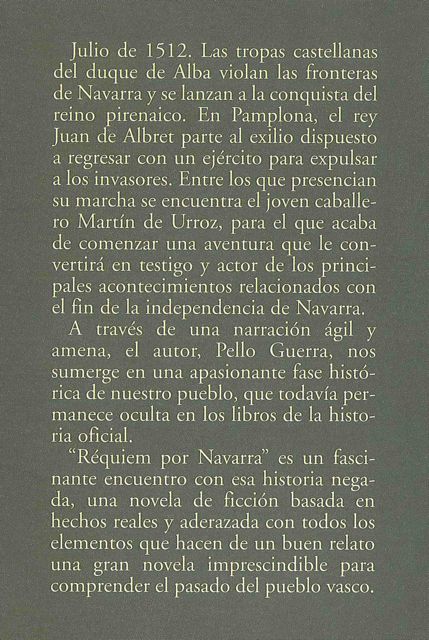 Julio de 1512. Las tropas castellanas
del duque de Alba violan las fronteras
de Navarra y se lanzan a la conquista del
reino pirenaico. En Pamplona, el rey
Juan de Albret parte al exilio dispuesto
a regresar con un ejército para expulsar
a los invasores. Entre los que presencian
su marcha se encuentra el joven caballe-
ro Martín de Urroz, para el que acaba
de comenzar una aventura que le con-
vertirá en testigo y actor de los princi-
pales acontecimientos relacionados con
el fin de la independencia de Navarra.
A través de una narración ágil y
amena, el autor, Pello Guerra, nos
sumerge en una apasionante fase histó-
rica de nuestro pueblo, que todavía per-
manece oculta en los libros de la histo-
ria oficial.
“Réquiem por Navarra” es un fasci-
nante encuentro con esa historia nega-
da, una novela de ficción basada en
hechos reales y aderazada con todos los
elementos que hacen de un buen relato
una gran novela imprescindible para
comprender el pasado del pueblo vasco.